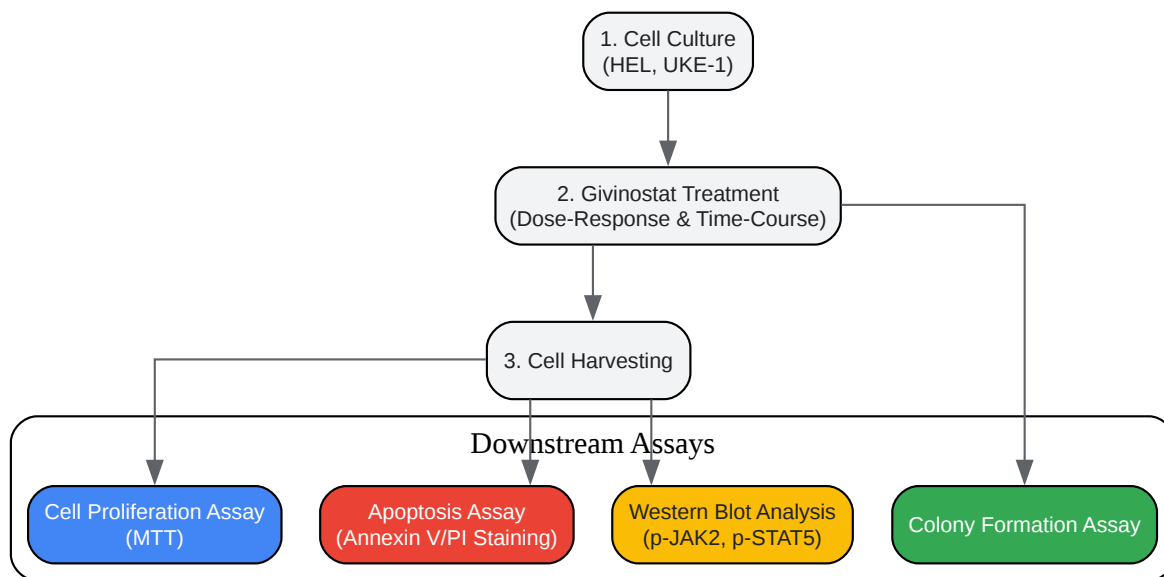 1. Cell Culture
(HEL, UKE-1)
2. Givinostat Treatment
(Dose-Response & Time-Course)
3. Cell Harvesting
Downstream Assays
Cell Proliferation Assay
(MTT)
Apoptosis Assay
(Annexin V/PI Staining)
Western Blot Analysis
(p-JAK2, p-STAT5)
Colony Formation Assay